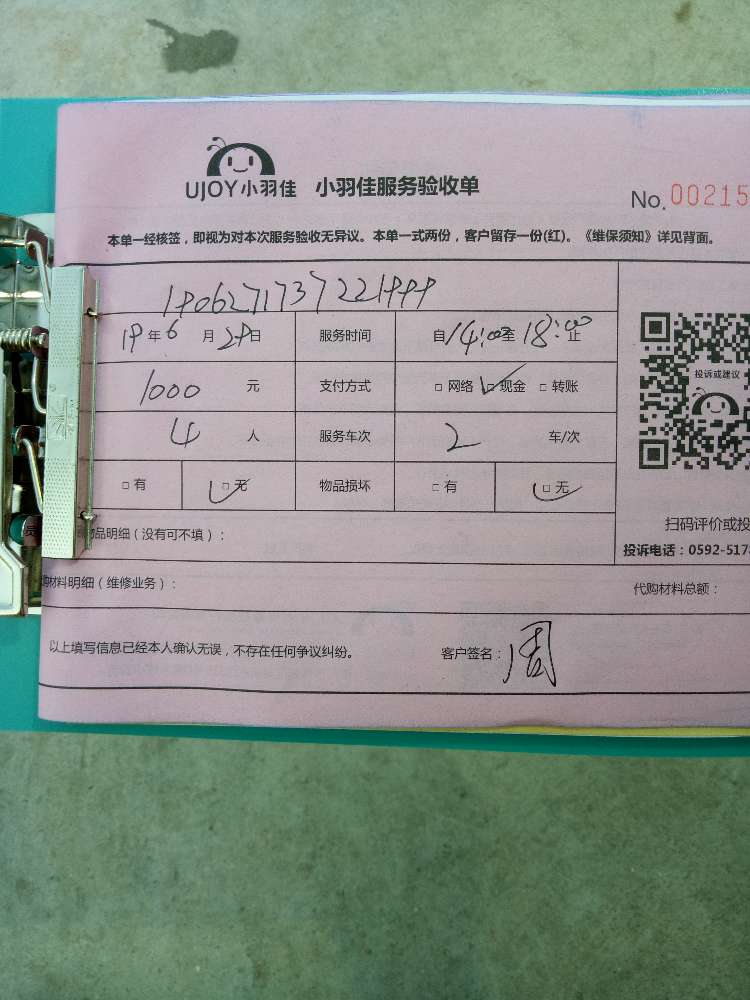 UJOY小羽佳 小羽佳服务验收单
No. 00215
本单一经核签，即视为对本次服务验收无异议。本单一式两份，客户留存一份(红)。《维保须知》详见背面。
1906271737221999
19年6月29日 服务时间 自14:00至18:00止
1000元 支付方式 □网络 □现金 □转账
投诉或建议
4人 服务车次 2车/次
□有 □无 物品损坏 □有 □无
扫码评价或投
品明细（没有可不填）：
投诉电话：0592-517
材料明细（维修业务）： 代购材料总额：
以上填写信息已经本人确认无误，不存在任何争议纠纷。 客户签名：周